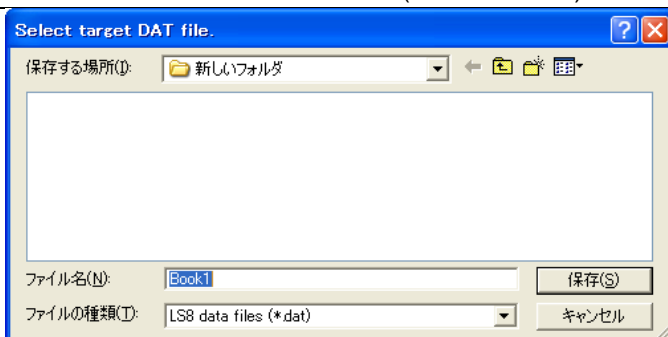 Select target DAT file.
保存する場所(I): 新しいフォルダ
ファイル名(N): Book1 保存(S)
ファイルの種類(T): LS8 data files (*.dat) キャンセル